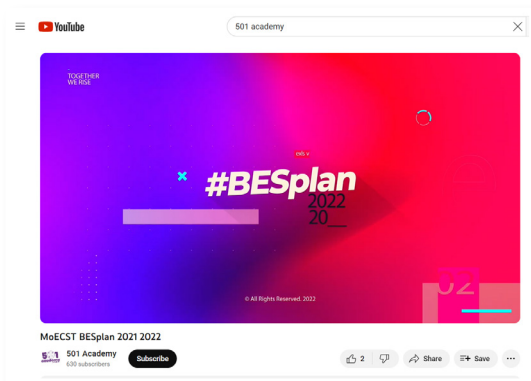 YouTube
501 academy
TOGETHER
WE RISE
#BESplan
2022
20__
© All Rights Reserved. 2022
02
MoECST BESplan 2021 2022
501 Academy
630 subscribers
Subscribe
2
Share
Save